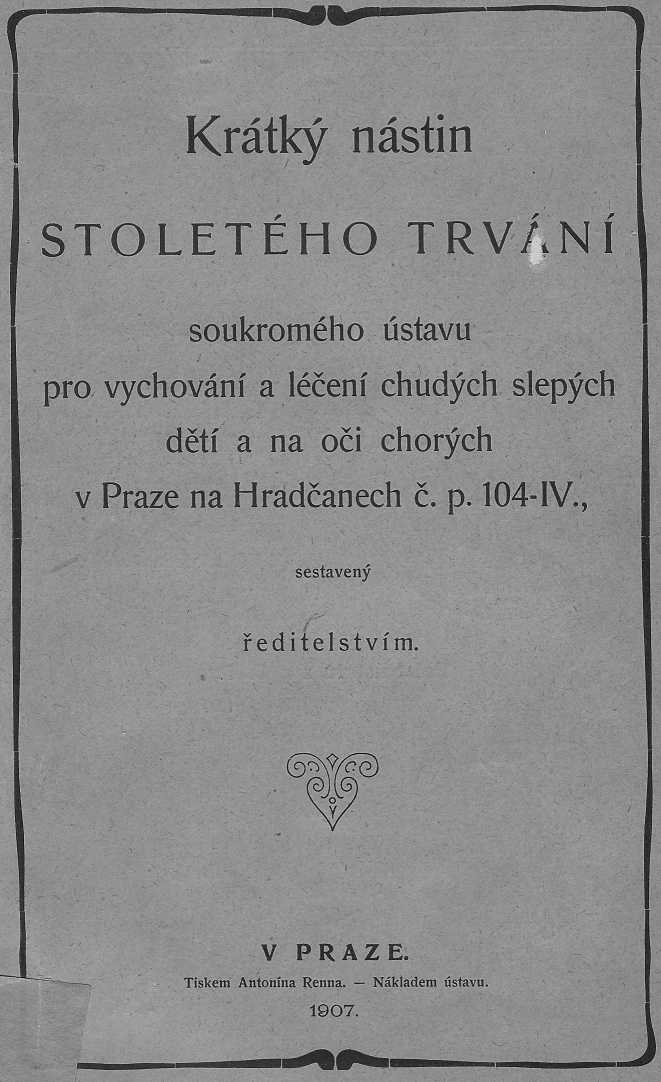 Krátký nástin
STOLETÉHO TRVÁNÍ
soukromého ústavu
pro vychování a léčení chudých slepých
dětí a na oči chorých
v Praze na Hradčanech č. p. 104-IV.,
sestavený
ředitelstvím.
V PRAZE.
Tiskem Antonína Renna. — Nákladem ústavu.
1907.